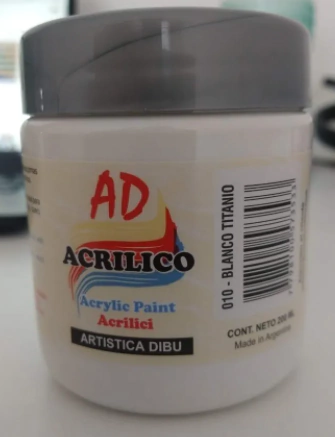 AD
ACRILICO
Acrylic Paint
Acrilici
ARTISTICA DIBU
010 - BLANCO TITANIO
CONT. NETO 200 ML
Made in Argentina